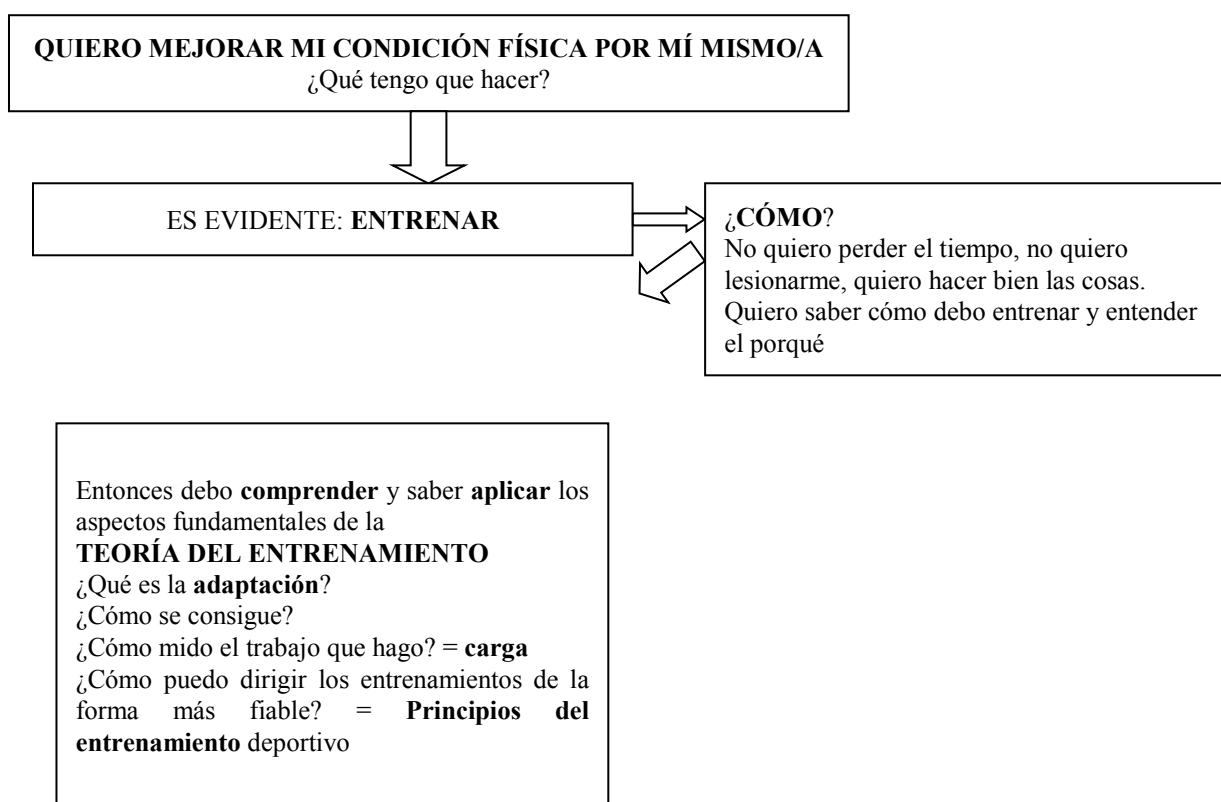 QUIERO MEJORAR MI CONDICIÓN FÍSICA POR MÍ MISMO/A
¿Qué tengo que hacer?
ES EVIDENTE: ENTRENAR
¿CÓMO?
No quiero perder el tiempo, no quiero
lesionarme, quiero hacer bien las cosas.
Quiero saber cómo debo entrenar y entender
el porqué
Entonces debo comprender y saber aplicar los
aspectos fundamentales de la
TEORÍA DEL ENTRENAMIENTO
¿Qué es la adaptación?
¿Cómo se consigue?
¿Cómo mido el trabajo que hago? = carga
¿Cómo puedo dirigir los entrenamientos de la
forma más fiable? = Principios del
entrenamiento deportivo